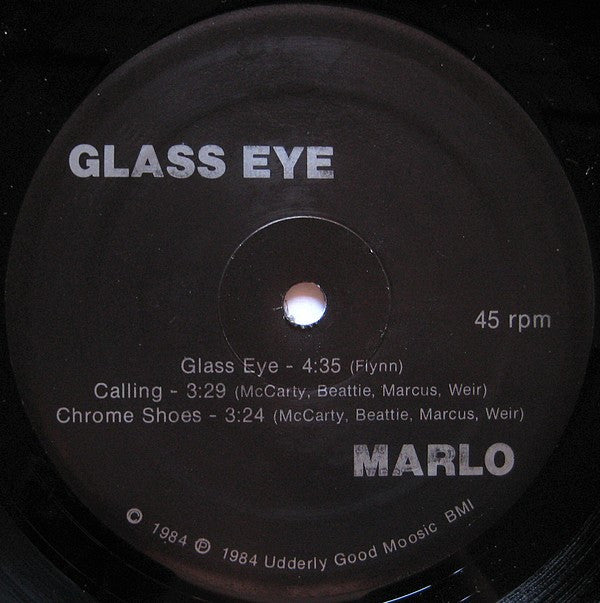 GLASS EYE
45 rpm
Glass Eye - 4:35 (Flynn)
Calling - 3:29 (McCarty, Beattie, Marcus, Weir)
Chrome Shoes - 3:24 (McCarty, Beattie, Marcus, Weir)
MARLO
© 1984 ℗ 1984 Udderly Good Moosic BMI